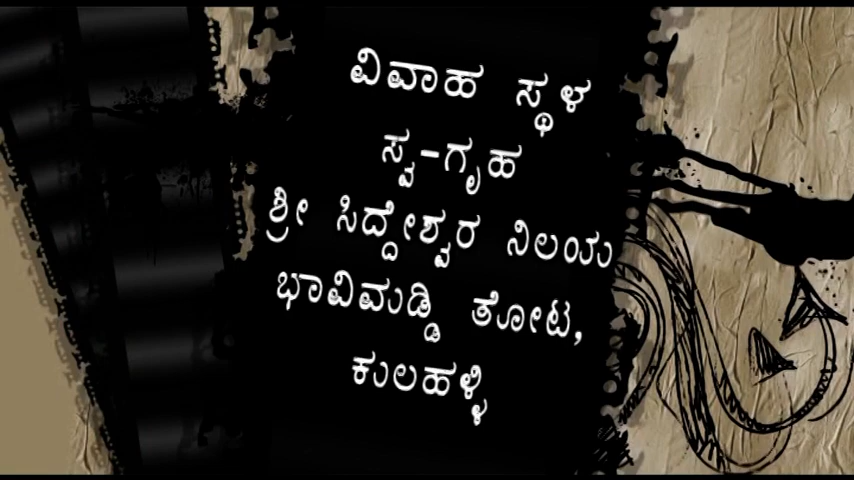 ವಿವಾಹ ಸ್ಥಳ
ಸ್ವ-ಗೃಹ
ಶ್ರೀ ಸಿದ್ದೇಶ್ವರ ನಿಲಯ
ಭಾವಿಮಡ್ಡಿ ತೋಟ,
ಕುಲಹಳ್ಳಿ